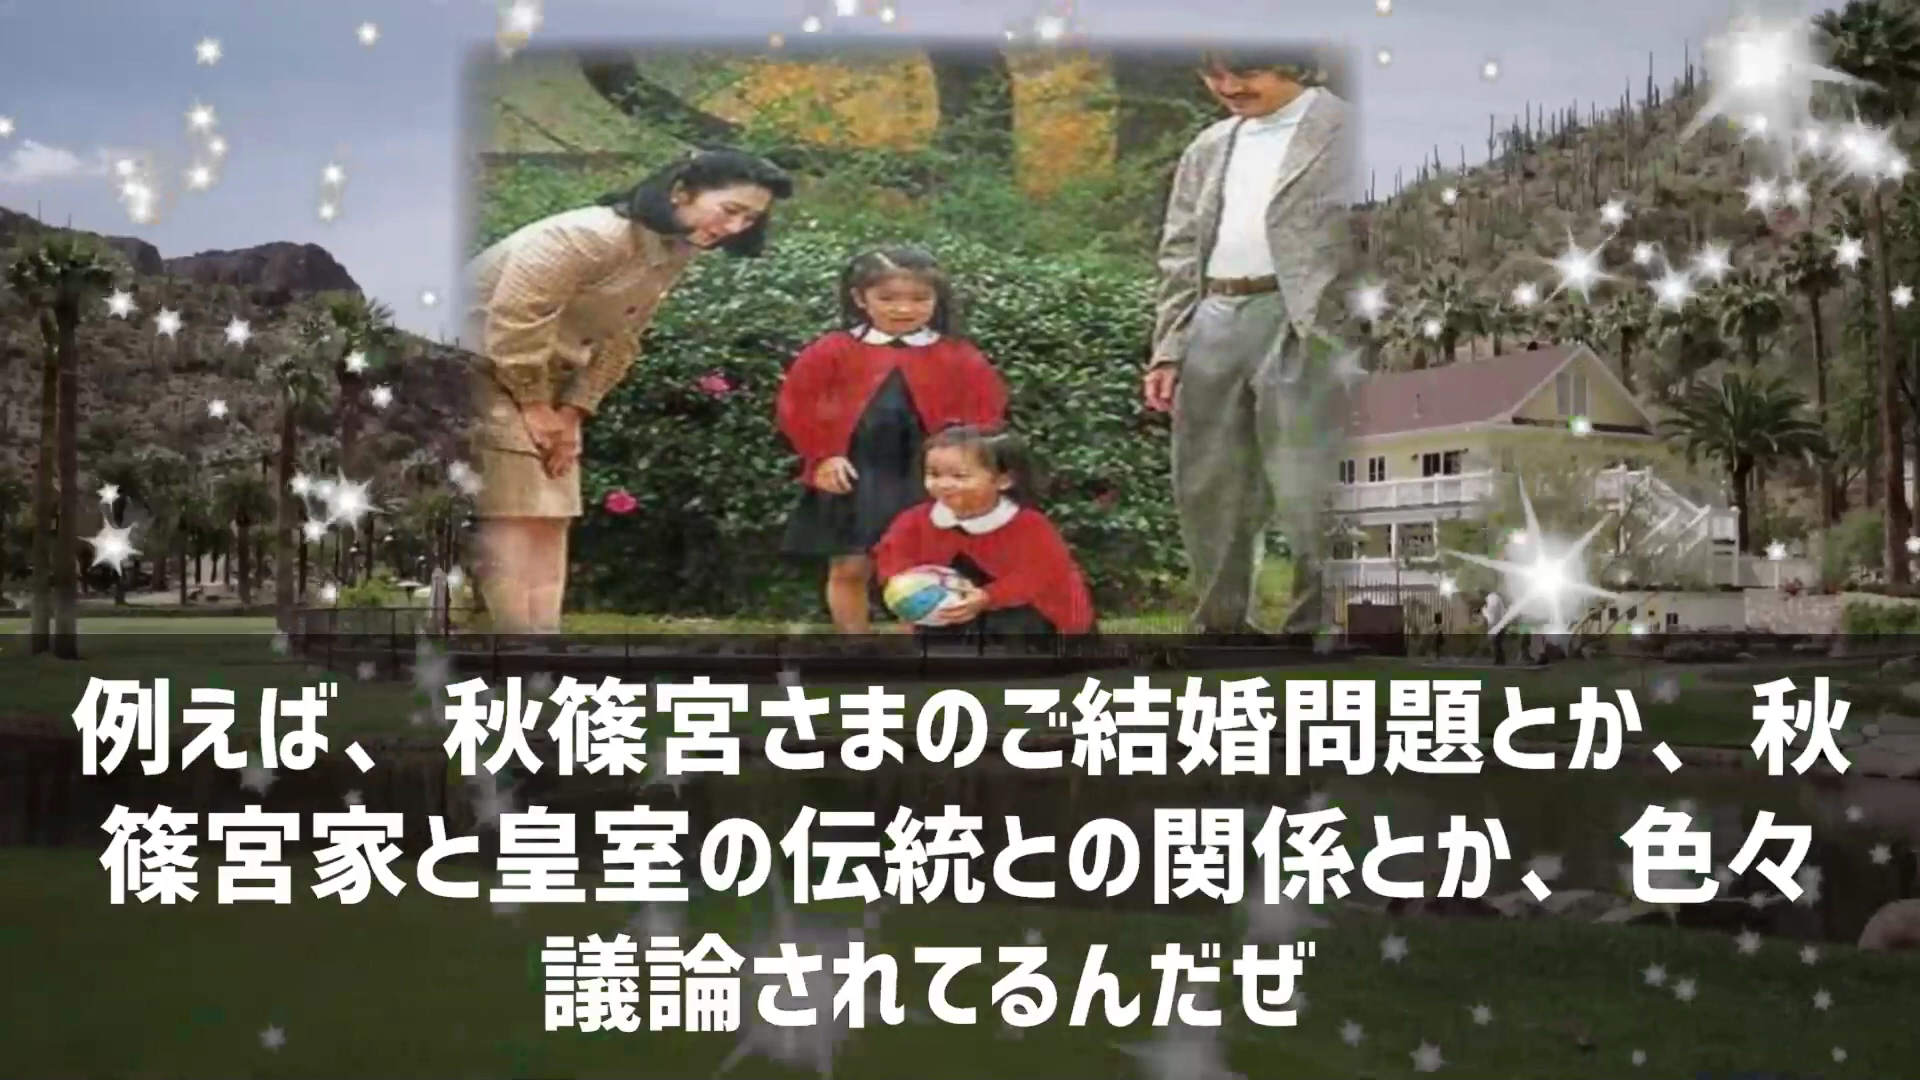 例えば、秋篠宮さまのご結婚問題とか、秋
篠宮家と皇室の伝統との関係とか、色々
議論されてるんだぜ